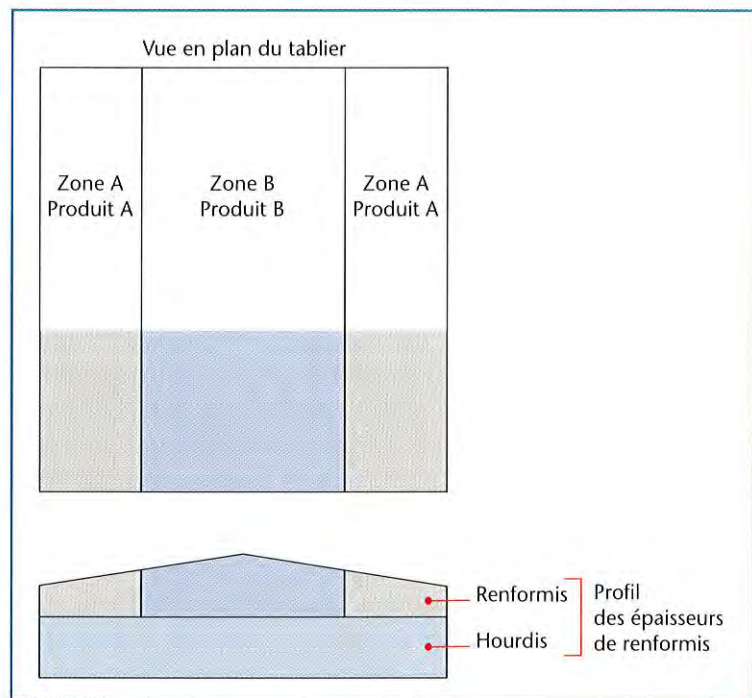 Vue en plan du tablier
Zone A
Produit A
Zone B
Produit B
Zone A
Produit A
Renformis
Hourdis
Profil
des épaisseurs
de renformis